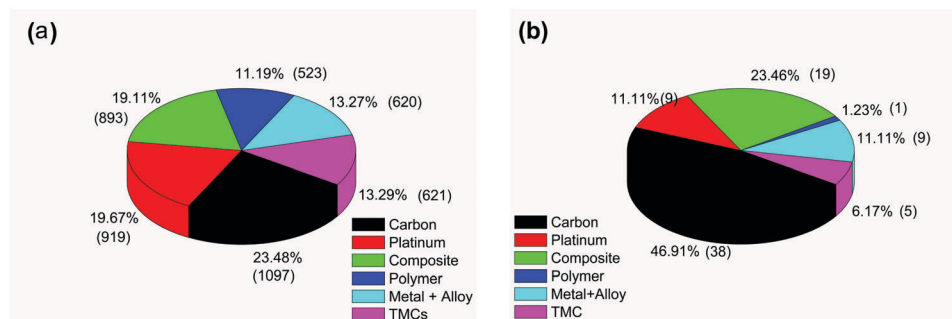 (a)
11.19% (523)
19.11%
(893)
13.27% (620)
19.67%
(919)
13.29% (621)
23.48%
(1097)
Carbon
Platinum
Composite
Polymer
Metal + Alloy
TMCs
(b)
23.46% (19)
11.11%(9)
1.23% (1)
11.11% (9)
6.17% (5)
46.91% (38)
Carbon
Platinum
Composite
Polymer
Metal+Alloy
TMC